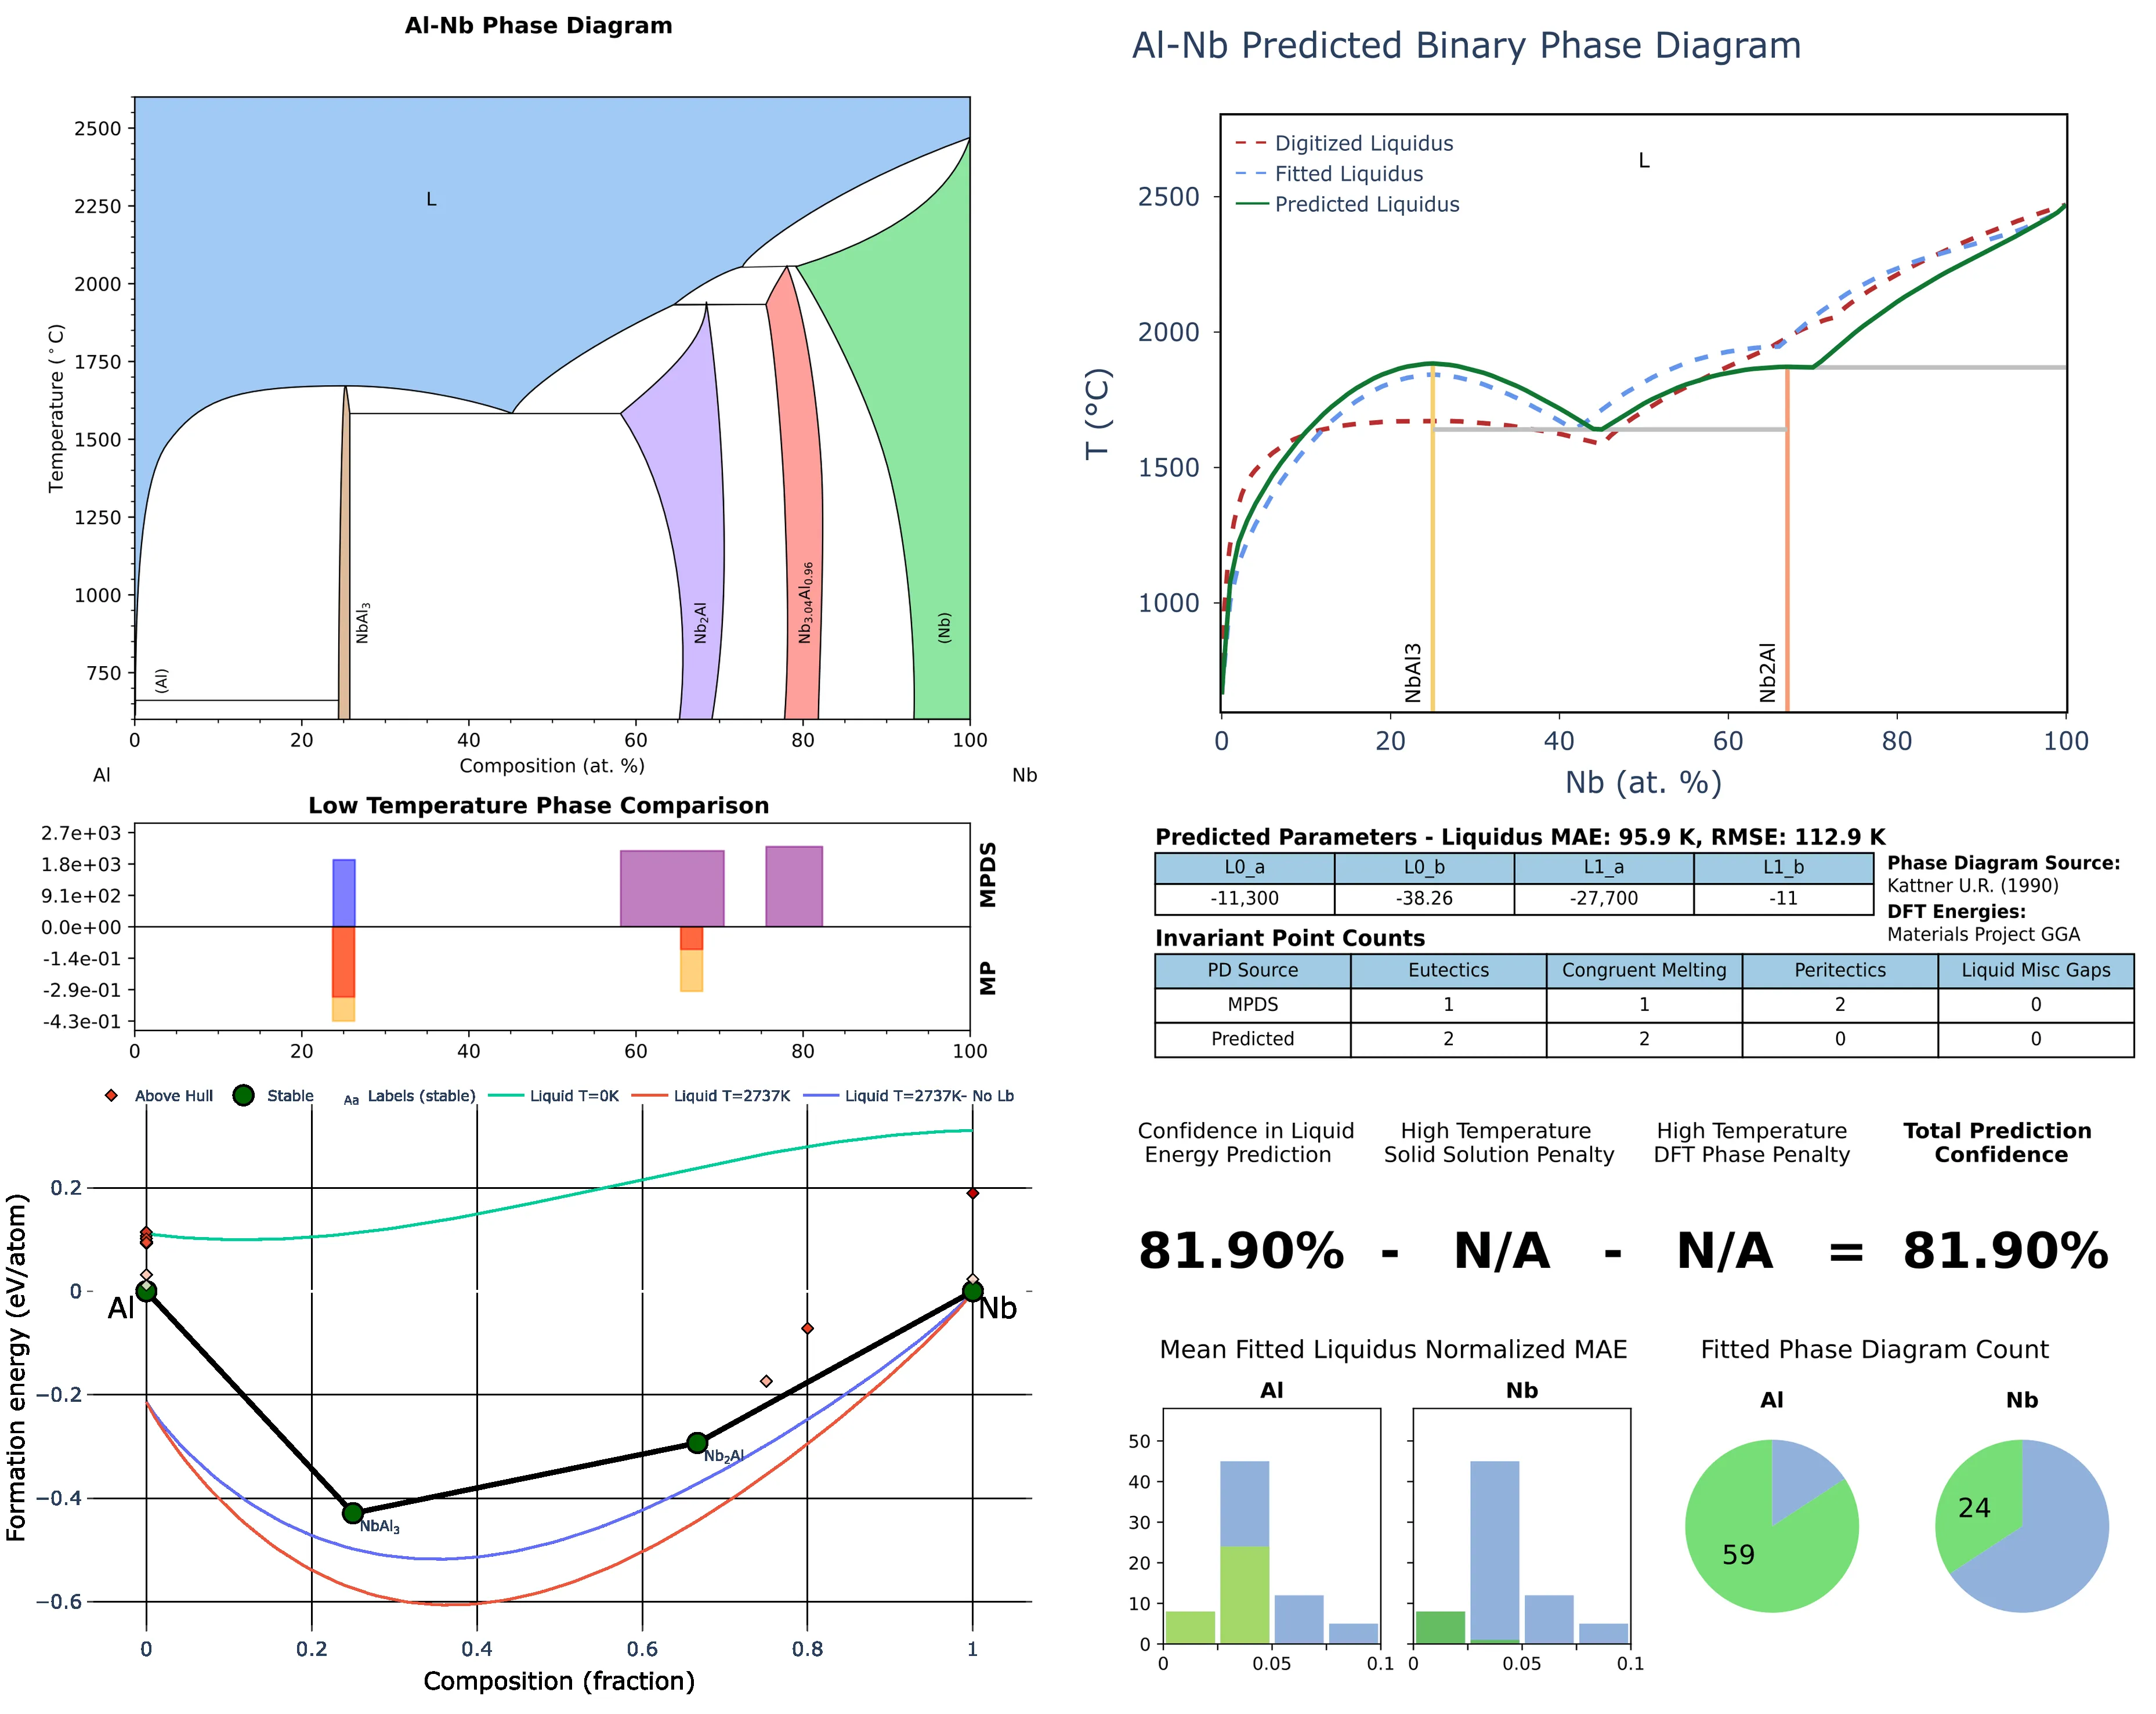 Al-Nb Phase Diagram
2500
2250
2000
1750
1500
1250
1000
750
Temperature (°C)
L
(Al)
NbAl₃
Nb₂Al
Nb₃.₀₄Al₀.₉₆
(Nb)
0 20 40 60 80 100
Composition (at. %)
Al Nb
Low Temperature Phase Comparison
2.7e+03
1.8e+03
9.1e+02
0.0e+00
-1.4e-01
-2.9e-01
-4.3e-01
MPDS
MP
0 20 40 60 80 100
Above Hull Stable Aa Labels (stable) Liquid T=0K Liquid T=2737K Liquid T=2737K- No Lb
0.2
0
−0.2
−0.4
−0.6
Formation energy (eV/atom)
Al
Nb
Nb₂Al
NbAl₃
0 0.2 0.4 0.6 0.8 1
Composition (fraction)
Al-Nb Predicted Binary Phase Diagram
Digitized Liquidus
Fitted Liquidus
Predicted Liquidus
L
2500
2000
1500
1000
T (°C)
NbAl3
Nb2Al
0 20 40 60 80 100
Nb (at. %)
Predicted Parameters - Liquidus MAE: 95.9 K, RMSE: 112.9 K
L0_a L0_b L1_a L1_b
-11,300 -38.26 -27,700 -11
Phase Diagram Source:
Kattner U.R. (1990)
DFT Energies:
Materials Project GGA
Invariant Point Counts
PD Source Eutectics Congruent Melting Peritectics Liquid Misc Gaps
MPDS 1 1 2 0
Predicted 2 2 0 0
Confidence in Liquid
Energy Prediction
High Temperature
Solid Solution Penalty
High Temperature
DFT Phase Penalty
Total Prediction
Confidence
81.90% - N/A - N/A = 81.90%
Mean Fitted Liquidus Normalized MAE
Al Nb
50
40
30
20
10
0
0 0.05 0.1
0 0.05 0.1
Fitted Phase Diagram Count
Al Nb
59
24